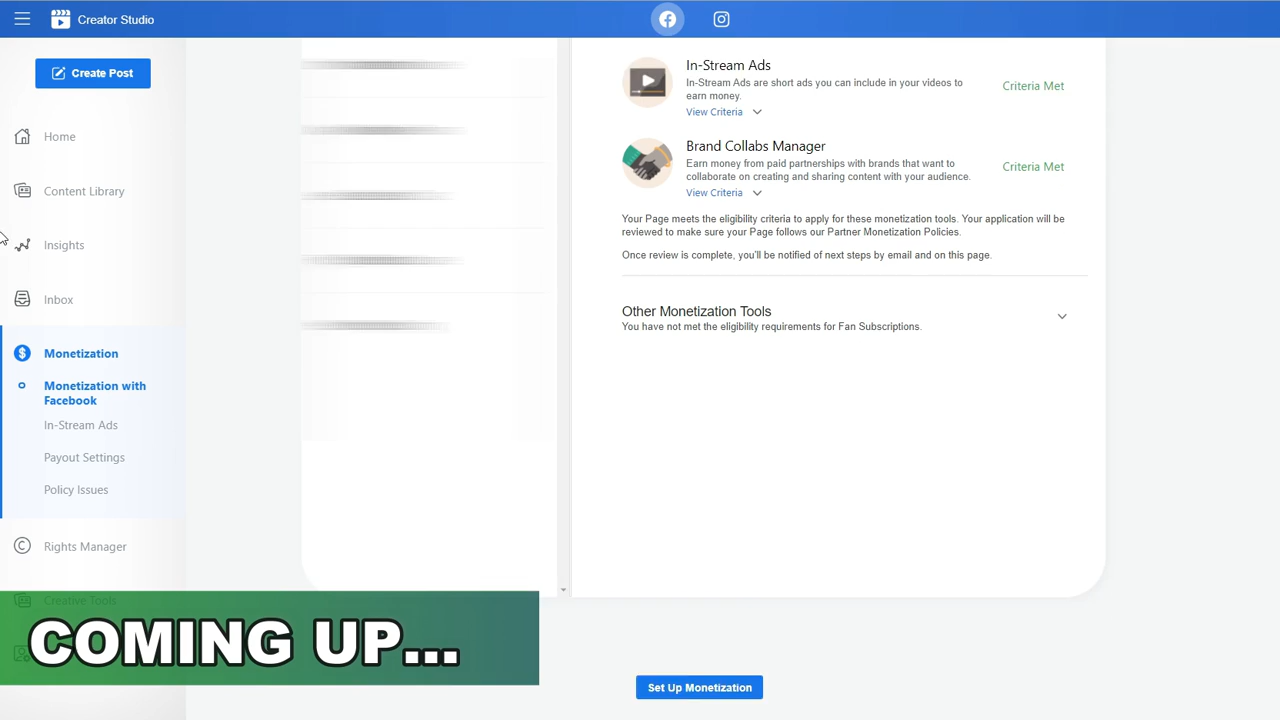 Creator Studio
Create Post
Home
Content Library
Insights
Inbox
Monetization
Monetization with
Facebook
In-Stream Ads
Payout Settings
Policy Issues
Rights Manager
Creative Tools
COMING UP...
In-Stream Ads
In-Stream Ads are short ads you can include in your videos to
earn money.
View Criteria
Criteria Met
Brand Collabs Manager
Earn money from paid partnerships with brands that want to
collaborate on creating and sharing content with your audience.
View Criteria
Criteria Met
Your Page meets the eligibility criteria to apply for these monetization tools. Your application will be
reviewed to make sure your Page follows our Partner Monetization Policies.
Once review is complete, you'll be notified of next steps by email and on this page.
Other Monetization Tools
You have not met the eligibility requirements for Fan Subscriptions.
Set Up Monetization